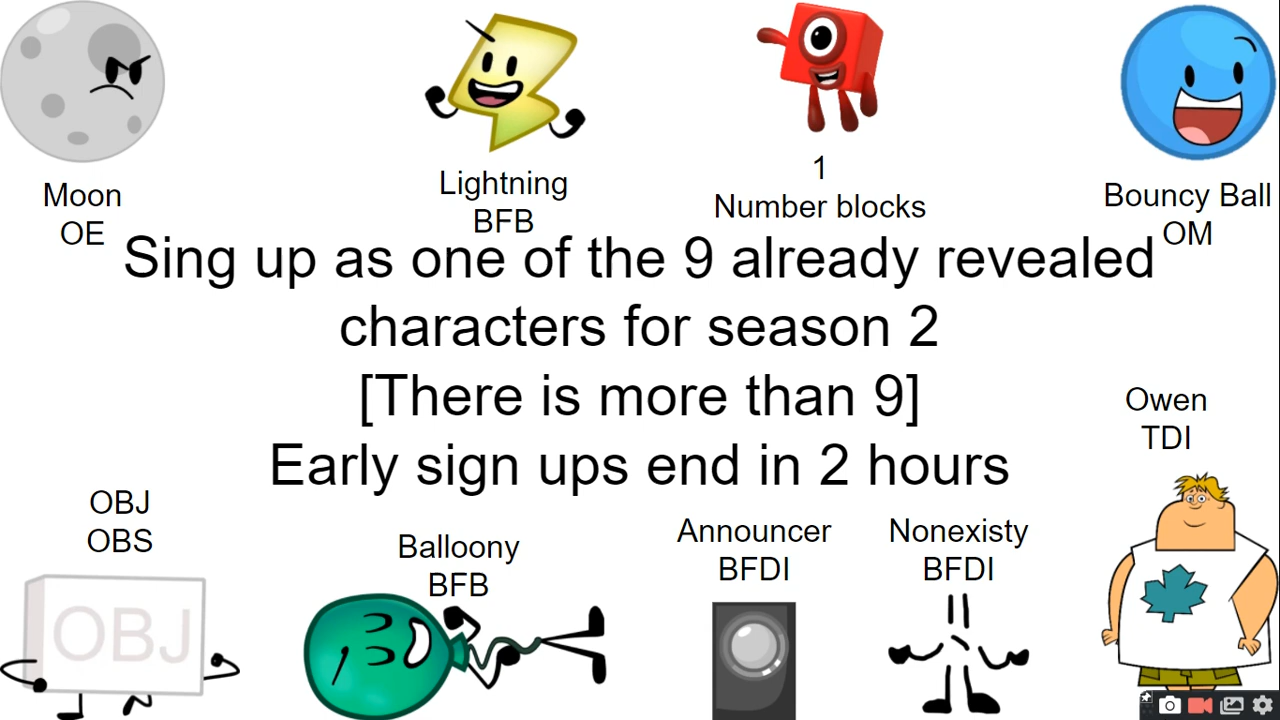 Moon
OE
Lightning
BFB
1
Number blocks
Bouncy Ball
OM
Sing up as one of the 9 already revealed
characters for season 2
[There is more than 9]
Early sign ups end in 2 hours
Owen
TDI
OBJ
OBS
OBJ
Balloony
BFB
Announcer
BFDI
Nonexisty
BFDI